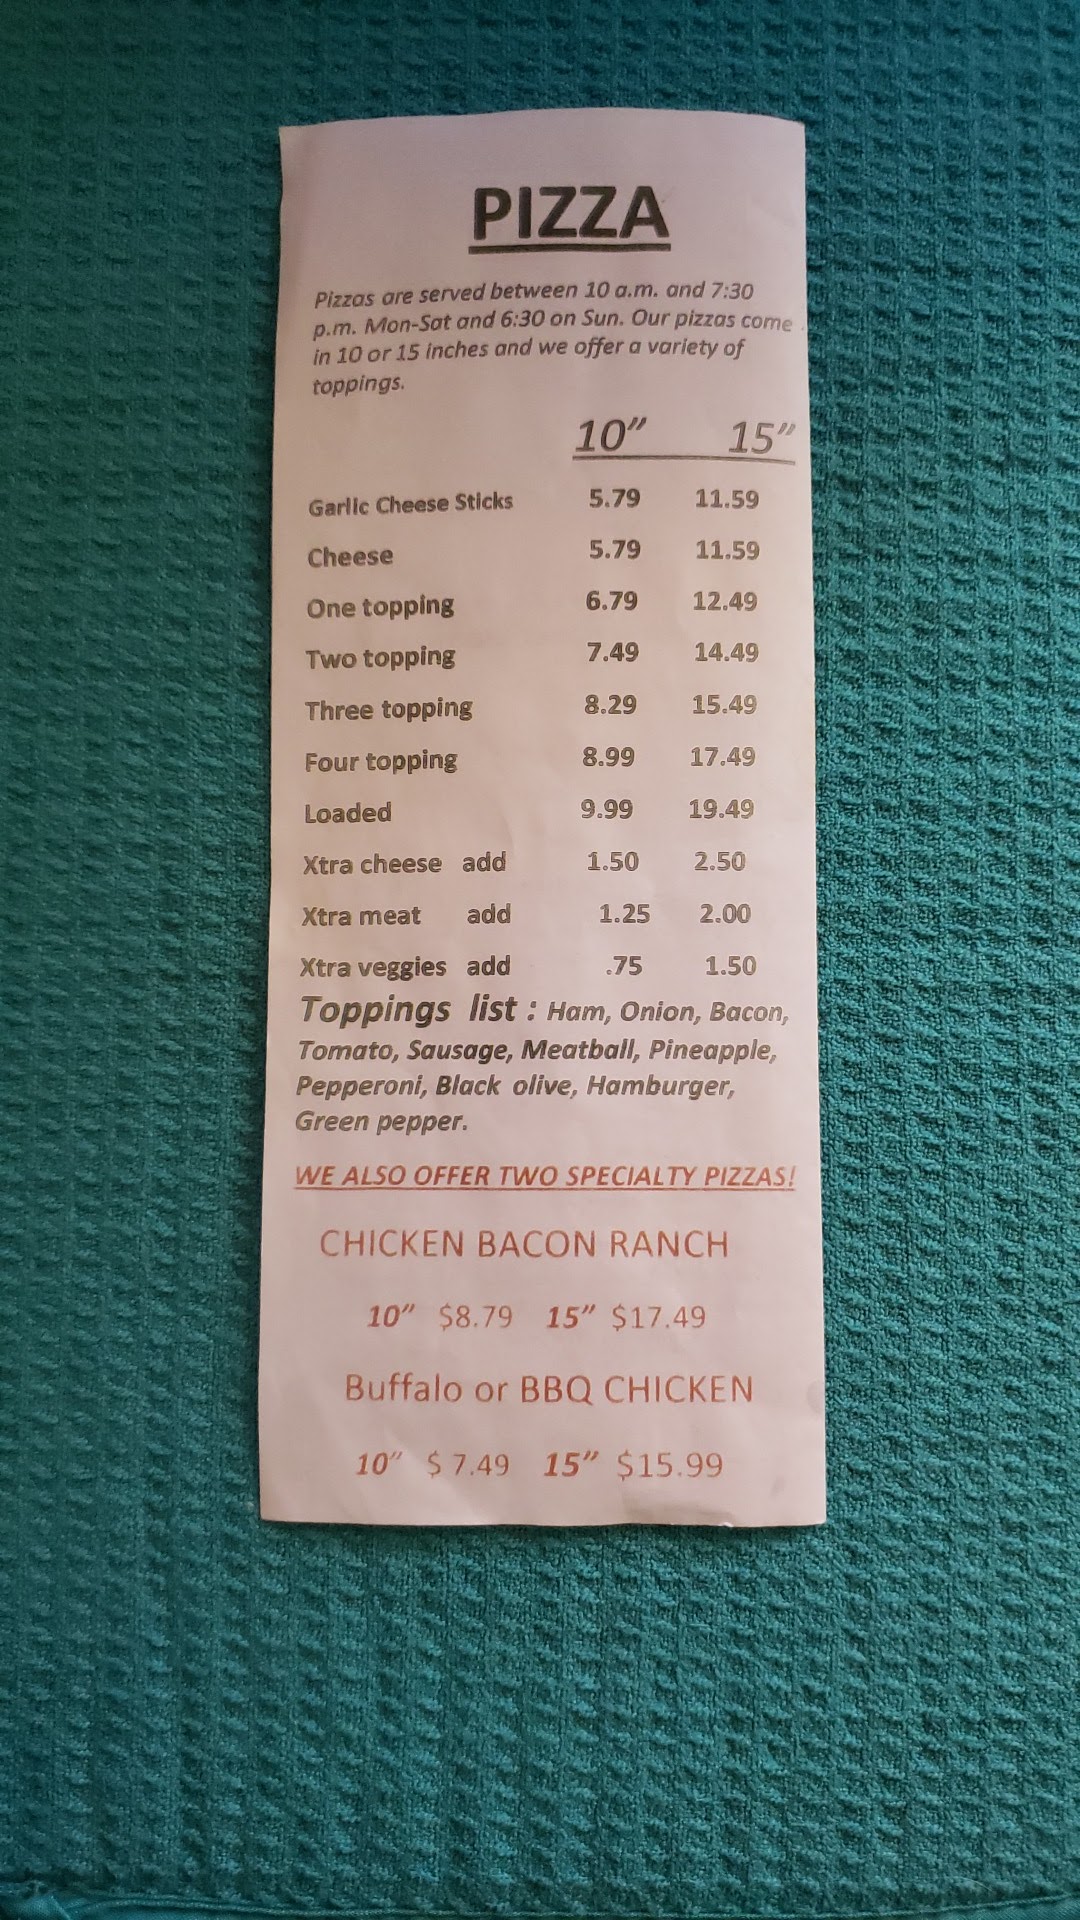 PIZZA
Pizzas are served between 10 a.m. and 7:30
p.m. Mon-Sat and 6:30 on Sun. Our pizzas come
in 10 or 15 inches and we offer a variety of
toppings.
10” 15”
Garlic Cheese Sticks 5.79 11.59
Cheese 5.79 11.59
One topping 6.79 12.49
Two topping 7.49 14.49
Three topping 8.29 15.49
Four topping 8.99 17.49
Loaded 9.99 19.49
Xtra cheese add 1.50 2.50
Xtra meat add 1.25 2.00
Xtra veggies add .75 1.50
Toppings list : Ham, Onion, Bacon,
Tomato, Sausage, Meatball, Pineapple,
Pepperoni, Black olive, Hamburger,
Green pepper.
WE ALSO OFFER TWO SPECIALTY PIZZAS!
CHICKEN BACON RANCH
10” $8.79 15” $17.49
Buffalo or BBQ CHICKEN
10” $ 7.49 15” $15.99